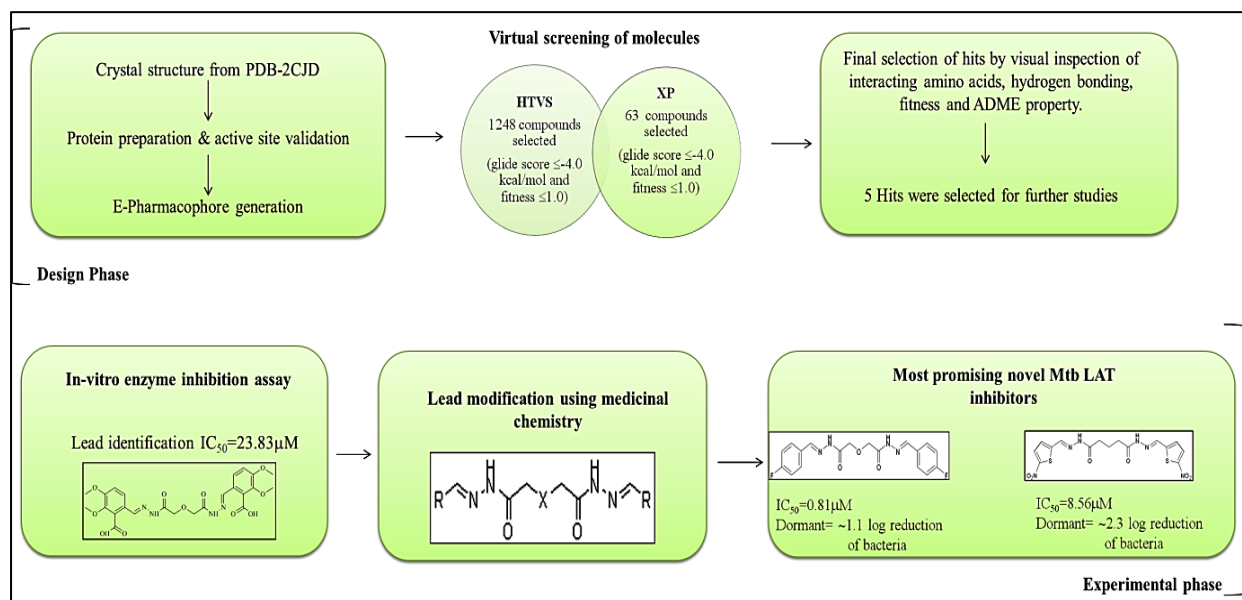 Crystal structure from PDB-2CJD
Protein preparation & active site validation
E-Pharmacophore generation
Design Phase
Virtual screening of molecules
HTVS
1248 compounds
selected
(glide score ≤-4.0
kcal/mol and
fitness ≤1.0)
XP
63 compounds
selected
(glide score ≤-4.0
kcal/mol and
fitness ≤1.0)
Final selection of hits by visual inspection of
interacting amino acids, hydrogen bonding,
fitness and ADME property.
5 Hits were selected for further studies
In-vitro enzyme inhibition assay
Lead identification IC50=23.83µM
Lead modification using medicinal
chemistry
R N NH O X O HN N R
Most promising novel Mtb LAT
inhibitors
IC50=0.81µM
Dormant= ~1.1 log reduction
of bacteria
IC50=8.56µM
Dormant= ~2.3 log reduction
of bacteria
Experimental phase